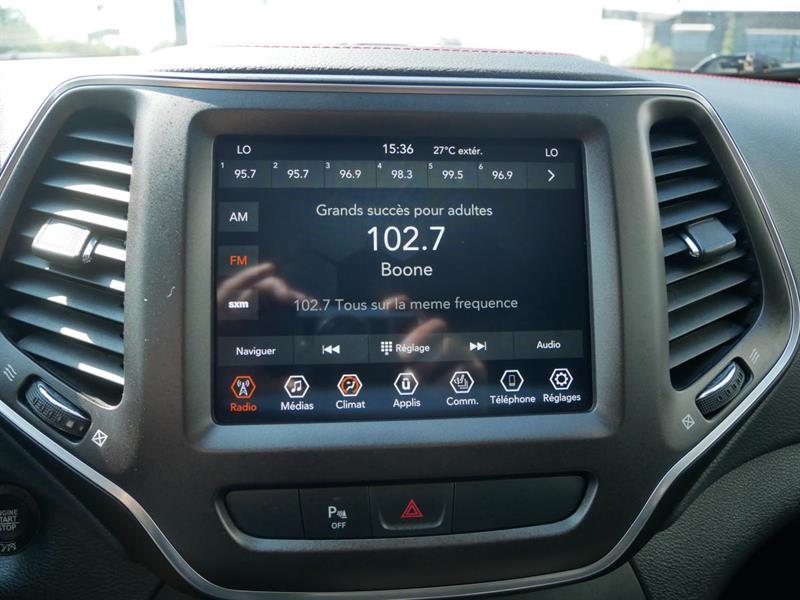 LO 15:36 27°C extér. LO
1 95.7 2 95.7 3 96.9 4 98.3 5 99.5 6 96.9
Grands succès pour adultes
AM
102.7
FM
Boone
sxm
102.7 Tous sur la meme frequence
Naviguer Réglage Audio
Radio Médias Climat Applis Comm. Téléphone Réglages
P OFF
ENGINE
START
STOP